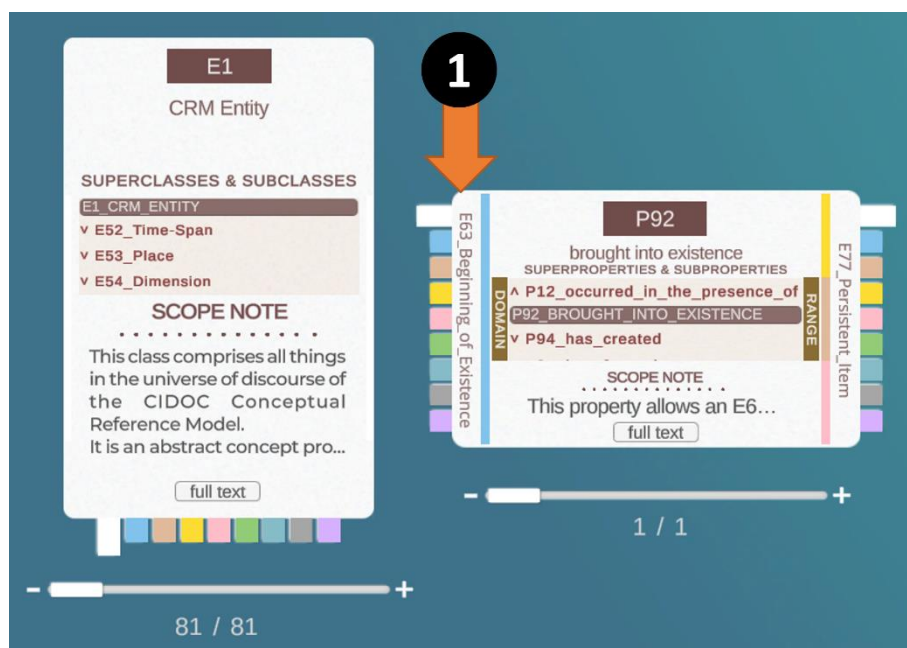 E1
CRM Entity
SUPERCLASSES & SUBCLASSES
E1_CRM_ENTITY
v E52_Time-Span
v E53_Place
v E54_Dimension
SCOPE NOTE
This class comprises all things
in the universe of discourse of
the CIDOC Conceptual
Reference Model.
It is an abstract concept pro...
full text
- +
81 / 81
1
E63_Beginning_of_Existence
P92
brought into existence
SUPERPROPERTIES & SUBPROPERTIES
DOMAIN
ʌ P12_occurred_in_the_presence_of
P92_BROUGHT_INTO_EXISTENCE
v P94_has_created
RANGE
E77_Persistent_Item
SCOPE NOTE
This property allows an E6...
full text
- +
1 / 1